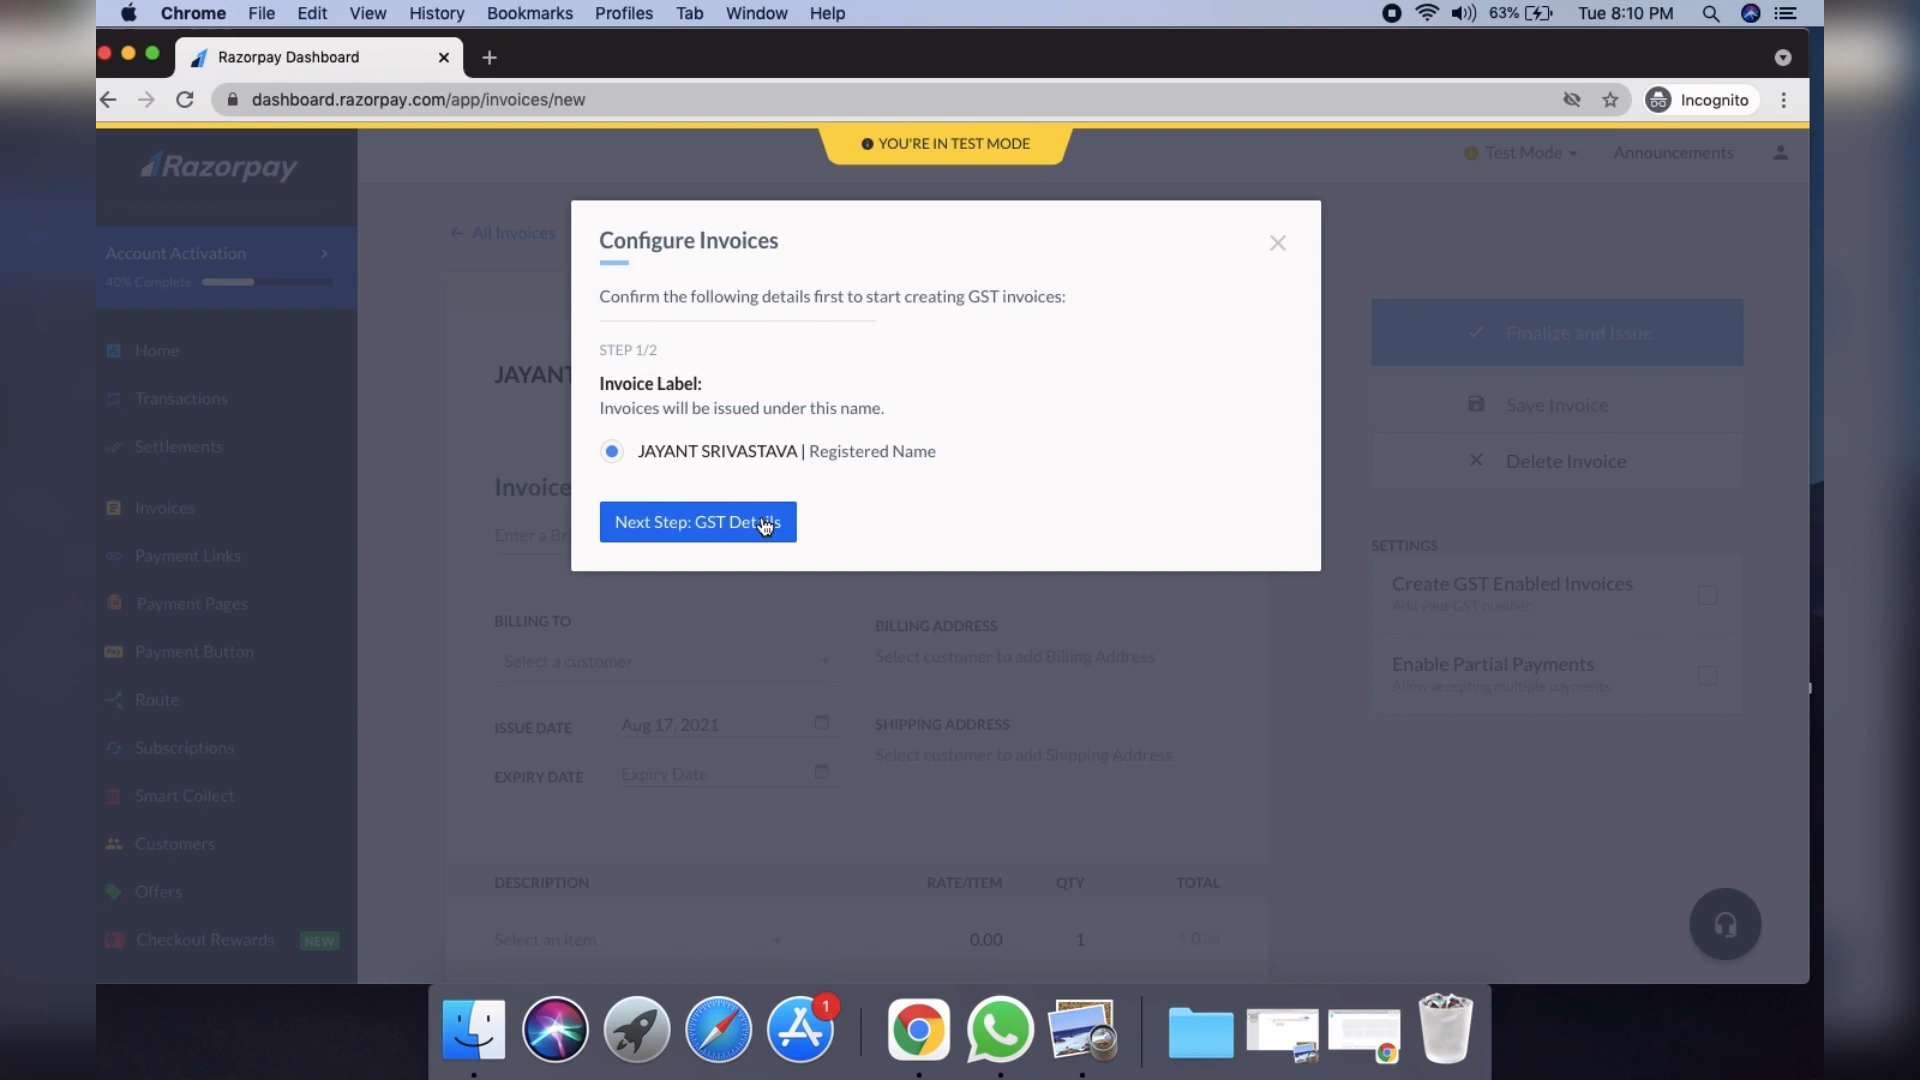 Chrome File Edit View History Bookmarks Profiles Tab Window Help 63% Tue 8:10 PM
Razorpay Dashboard
dashboard.razorpay.com/app/invoices/new Incognito
YOU'RE IN TEST MODE
Razorpay
Test Mode Announcements
Account Activation
40% Complete
Home
Transactions
Settlements
Invoices
Payment Links
Payment Pages
Payment Button
Route
Subscriptions
Smart Collect
Customers
Offers
Checkout Rewards NEW
← All Invoices
Configure Invoices
Confirm the following details first to start creating GST invoices:
STEP 1/2
Invoice Label:
Invoices will be issued under this name.
JAYANT SRIVASTAVA | Registered Name
Next Step: GST Details
JAYANT
Invoice
Enter a
BILLING TO
Select a customer
BILLING ADDRESS
Select customer to add Billing Address
ISSUE DATE Aug 17, 2021
SHIPPING ADDRESS
Select customer to add Shipping Address
EXPIRY DATE Expiry Date
DESCRIPTION RATE/ITEM QTY TOTAL
Select an item 0.00 1 ₹ 0.00
Finalize and Issue
Save Invoice
Delete Invoice
SETTINGS
Create GST Enabled Invoices
Add your GST number
Enable Partial Payments
Allow accepting multiple payments
1